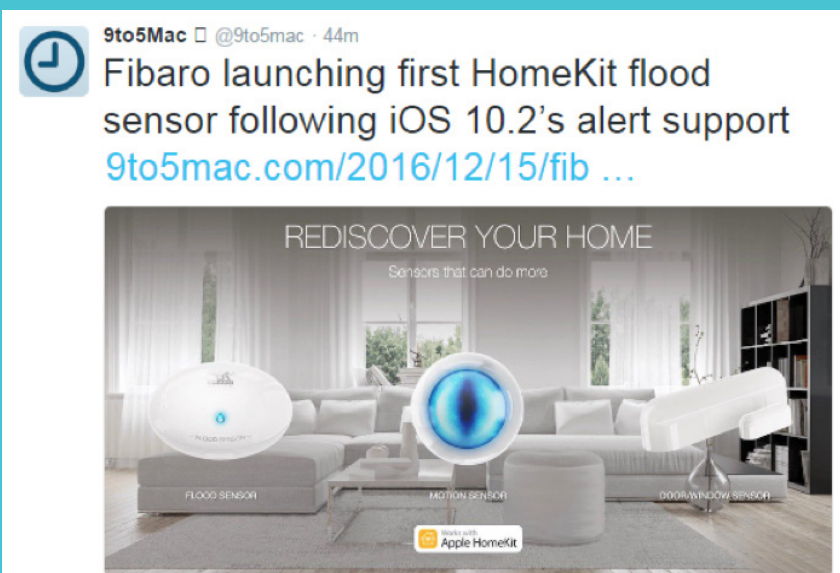 9to5Mac @9to5mac · 44m
Fibaro launching first HomeKit flood
sensor following iOS 10.2’s alert support
9to5mac.com/2016/12/15/fib …
REDISCOVER YOUR HOME
Sensors that can do more
FLOOD SENSOR
FLOOD SENSOR MOTION SENSOR DOOR/WINDOW SENSOR
Works with
Apple HomeKit